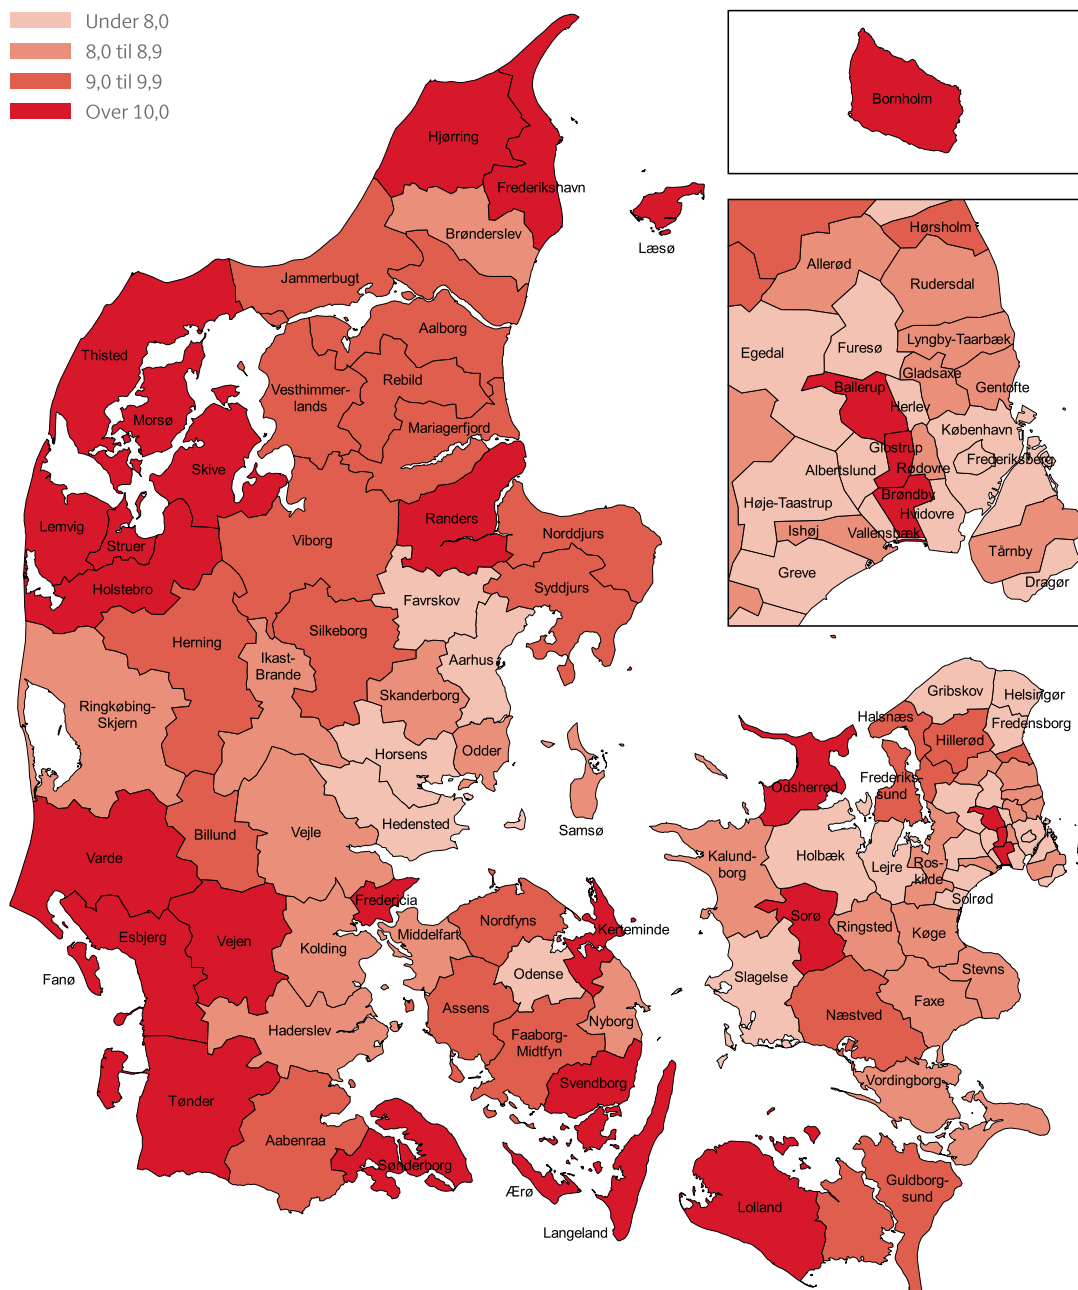 Under 8,0
8,0 til 8,9
9,0 til 9,9
Over 10,0
Bornholm
Hjørring
Frederikshavn
Læsø
Brønderslev
Jammerbugt
Aalborg
Thisted
Vesthimmer-
lands
Rebild
Morsø
Mariagerfjord
Skive
Lemvig
Struer
Holstebro
Viborg
Randers
Norddjurs
Syddjurs
Favrskov
Silkeborg
Herning
Ikast-
Brande
Aarhus
Skanderborg
Ringkøbing-
Skjern
Horsens
Odder
Samsø
Hedensted
Vejle
Billund
Varde
Esbjerg
Vejen
Fanø
Fredericia
Kolding
Middelfart
Nordfyns
Kerteminde
Odense
Assens
Nyborg
Faaborg-
Midtfyn
Haderslev
Svendborg
Tønder
Aabenraa
Sønderborg
Ærø
Langeland
Hørsholm
Allerød
Rudersdal
Egedal
Furesø
Lyngby-Taarbæk
Gladsaxe
Gentofte
Ballerup
Herlev
København
Glostrup
Frederiksberg
Albertslund
Rødovre
Brøndby
Høje-Taastrup
Hvidovre
Ishøj
Vallensbæk
Tårnby
Greve
Dragør
Gribskov
Helsingør
Halsnæs
Fredensborg
Hillerød
Odsherred
Frederiks-
sund
Kalund-
borg
Holbæk
Lejre
Ros-
kilde
Solrød
Sorø
Ringsted
Køge
Slagelse
Stevns
Faxe
Næstved
Vordingborg
Guldborg-
sund
Lolland